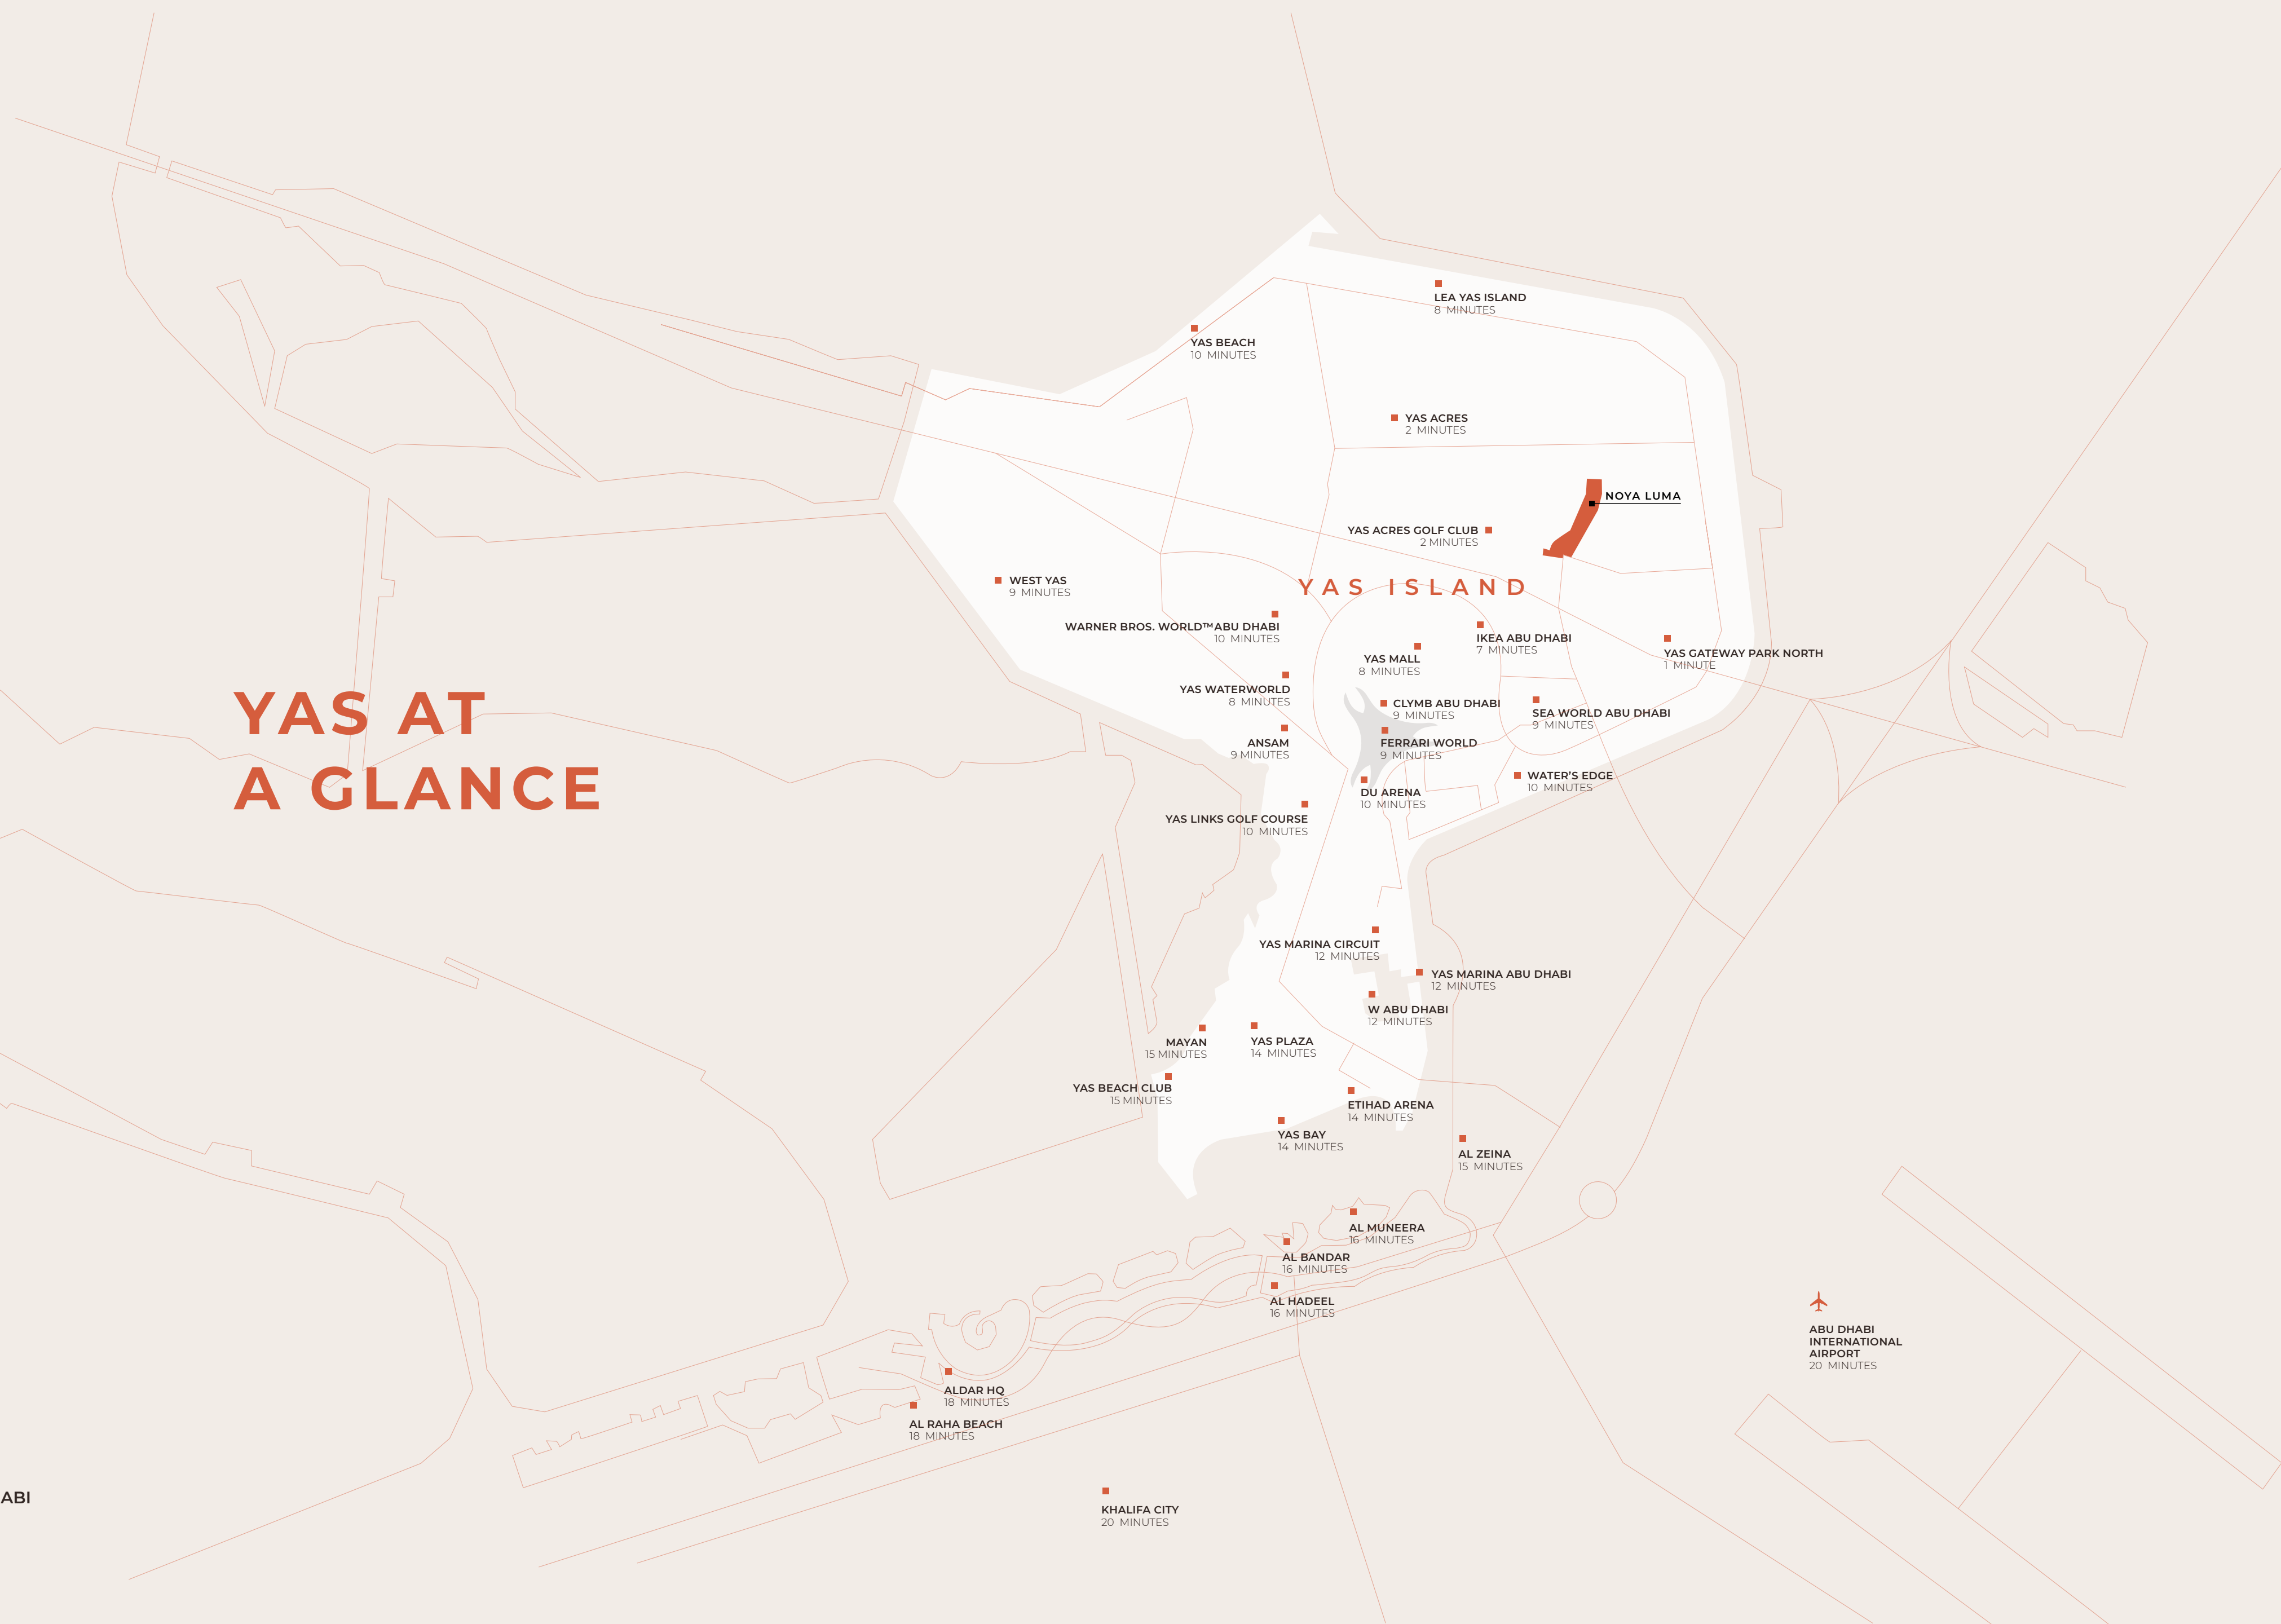 LEA YAS ISLAND
8 MINUTES
YAS BEACH
10 MINUTES
YAS ACRES
2 MINUTES
NOYA LUMA
YAS ACRES GOLF CLUB
2 MINUTES
YAS ISLAND
WEST YAS
9 MINUTES
WARNER BROS. WORLD™ABU DHABI
10 MINUTES
IKEA ABU DHABI
7 MINUTES
YAS GATEWAY PARK NORTH
1 MINUTE
YAS MALL
8 MINUTES
YAS WATERWORLD
8 MINUTES
CLYMB ABU DHABI
9 MINUTES
SEA WORLD ABU DHABI
9 MINUTES
YAS AT
A GLANCE
ANSAM
9 MINUTES
FERRARI WORLD
9 MINUTES
WATER'S EDGE
10 MINUTES
DU ARENA
10 MINUTES
YAS LINKS GOLF COURSE
10 MINUTES
YAS MARINA CIRCUIT
12 MINUTES
YAS MARINA ABU DHABI
12 MINUTES
W ABU DHABI
12 MINUTES
MAYAN
15 MINUTES
YAS PLAZA
14 MINUTES
YAS BEACH CLUB
15 MINUTES
ETIHAD ARENA
14 MINUTES
YAS BAY
14 MINUTES
AL ZEINA
15 MINUTES
AL MUNEERA
16 MINUTES
AL BANDAR
16 MINUTES
AL HADEEL
16 MINUTES
ABU DHABI
INTERNATIONAL
AIRPORT
20 MINUTES
ALDAR HQ
18 MINUTES
AL RAHA BEACH
18 MINUTES
ABI
KHALIFA CITY
20 MINUTES